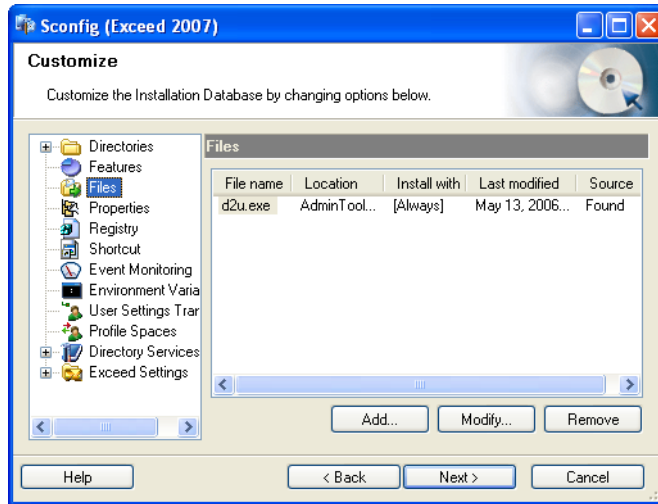 Sconfig (Exceed 2007)
Customize
Customize the Installation Database by changing options below.
Directories
Features
Files
Properties
Registry
Shortcut
Event Monitoring
Environment Varia
User Settings Trar
Profile Spaces
Directory Services
Exceed Settings
Files
File name Location Install with Last modified Source
d2u.exe AdminTool... [Always] May 13, 2006... Found
Add... Modify... Remove
Help < Back Next > Cancel